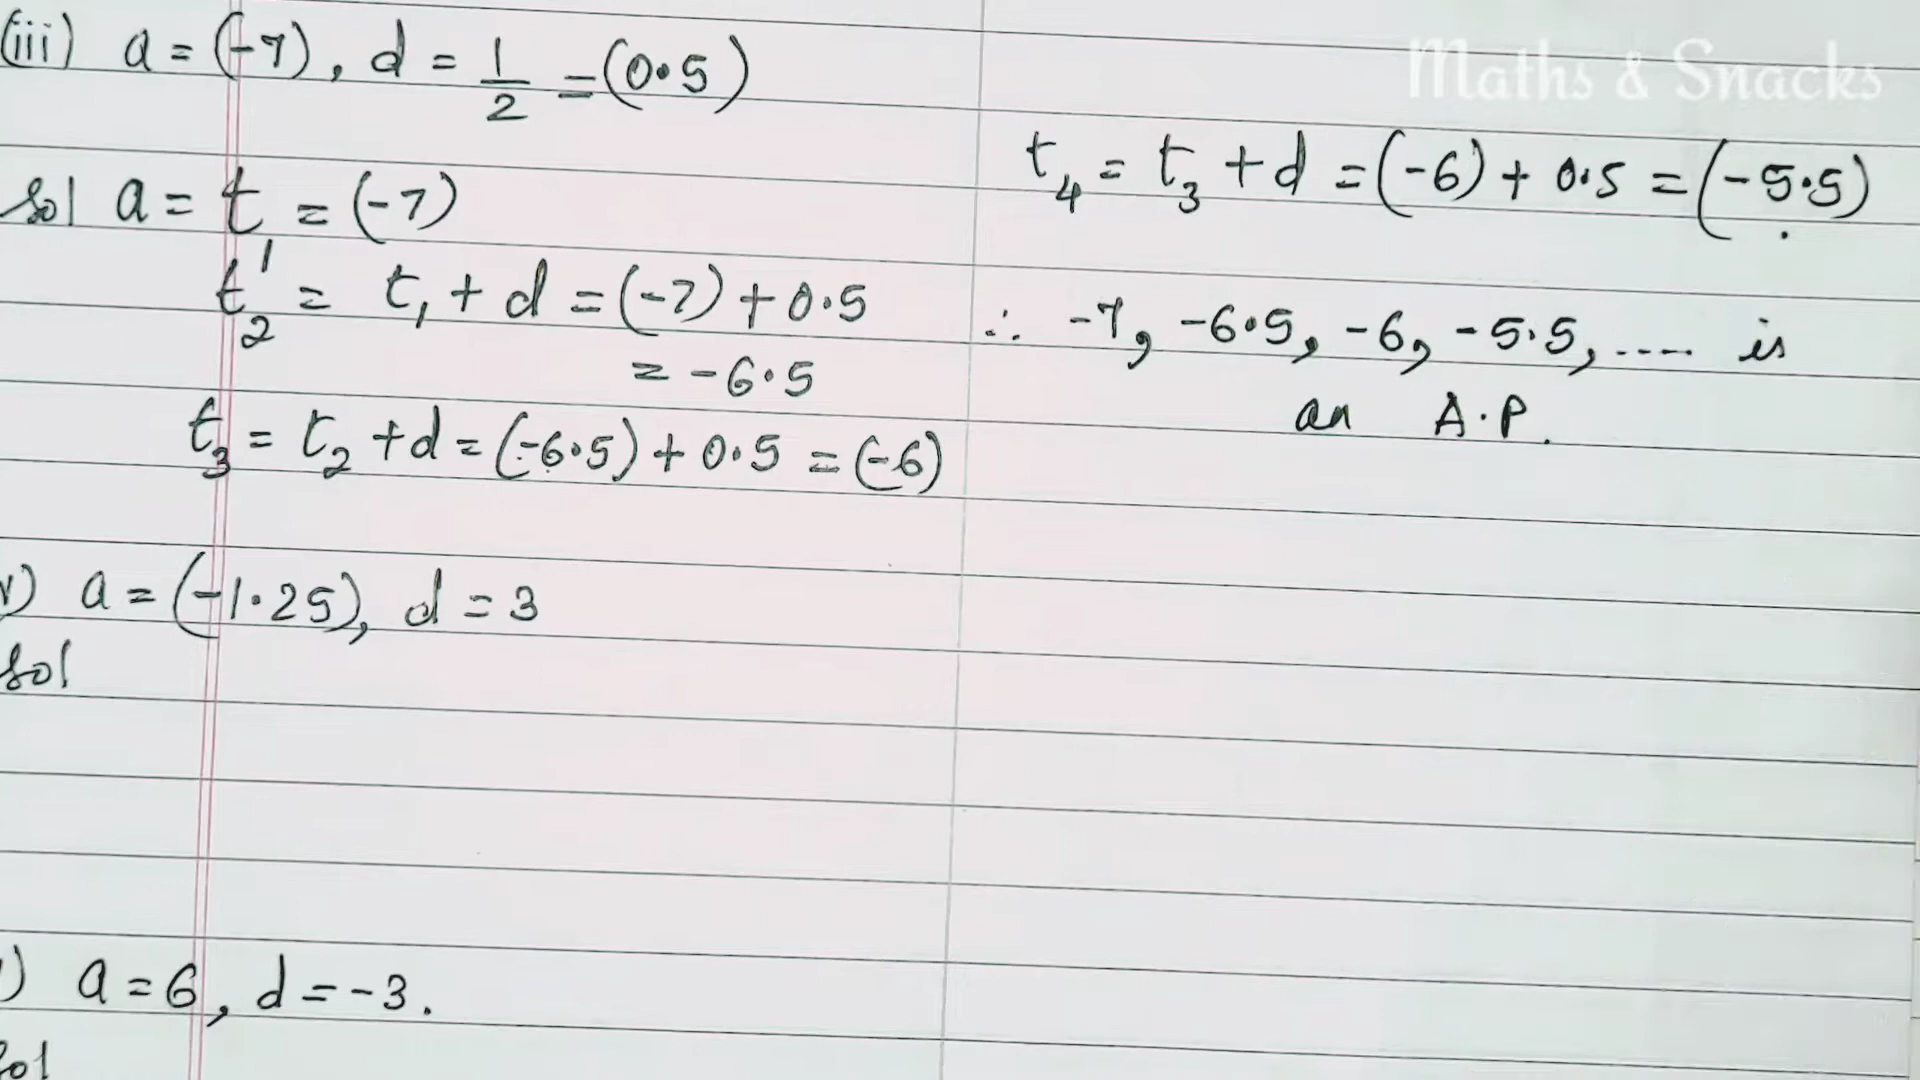 (iii) a = (-7), d = 1/2 = (0.5)
sol a = t1 = (-7)
t2 = t1 + d = (-7) + 0.5
= -6.5
t3 = t2 + d = (-6.5) + 0.5 = (-6)
Maths & Snacks
t4 = t3 + d = (-6) + 0.5 = (-5.5)
∴ -7, -6.5, -6, -5.5, .... is
an A.P.
v) a = (-1.25), d = 3
sol
) a = 6, d = -3.
sol